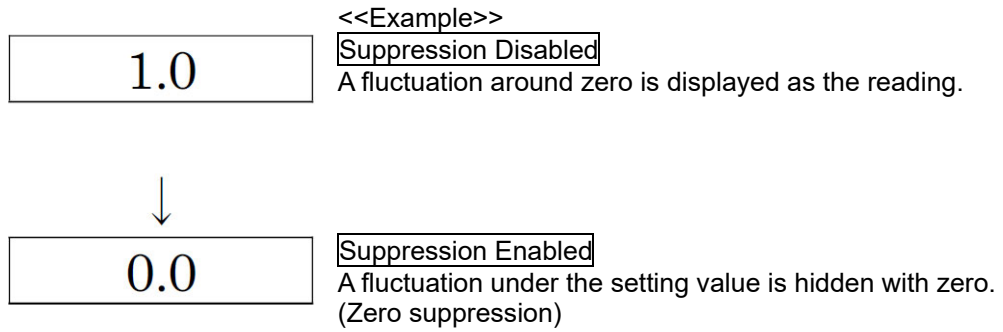 <<Example>>
Suppression Disabled
1.0
A fluctuation around zero is displayed as the reading.
↓
Suppression Enabled
0.0
A fluctuation under the setting value is hidden with zero.
(Zero suppression)